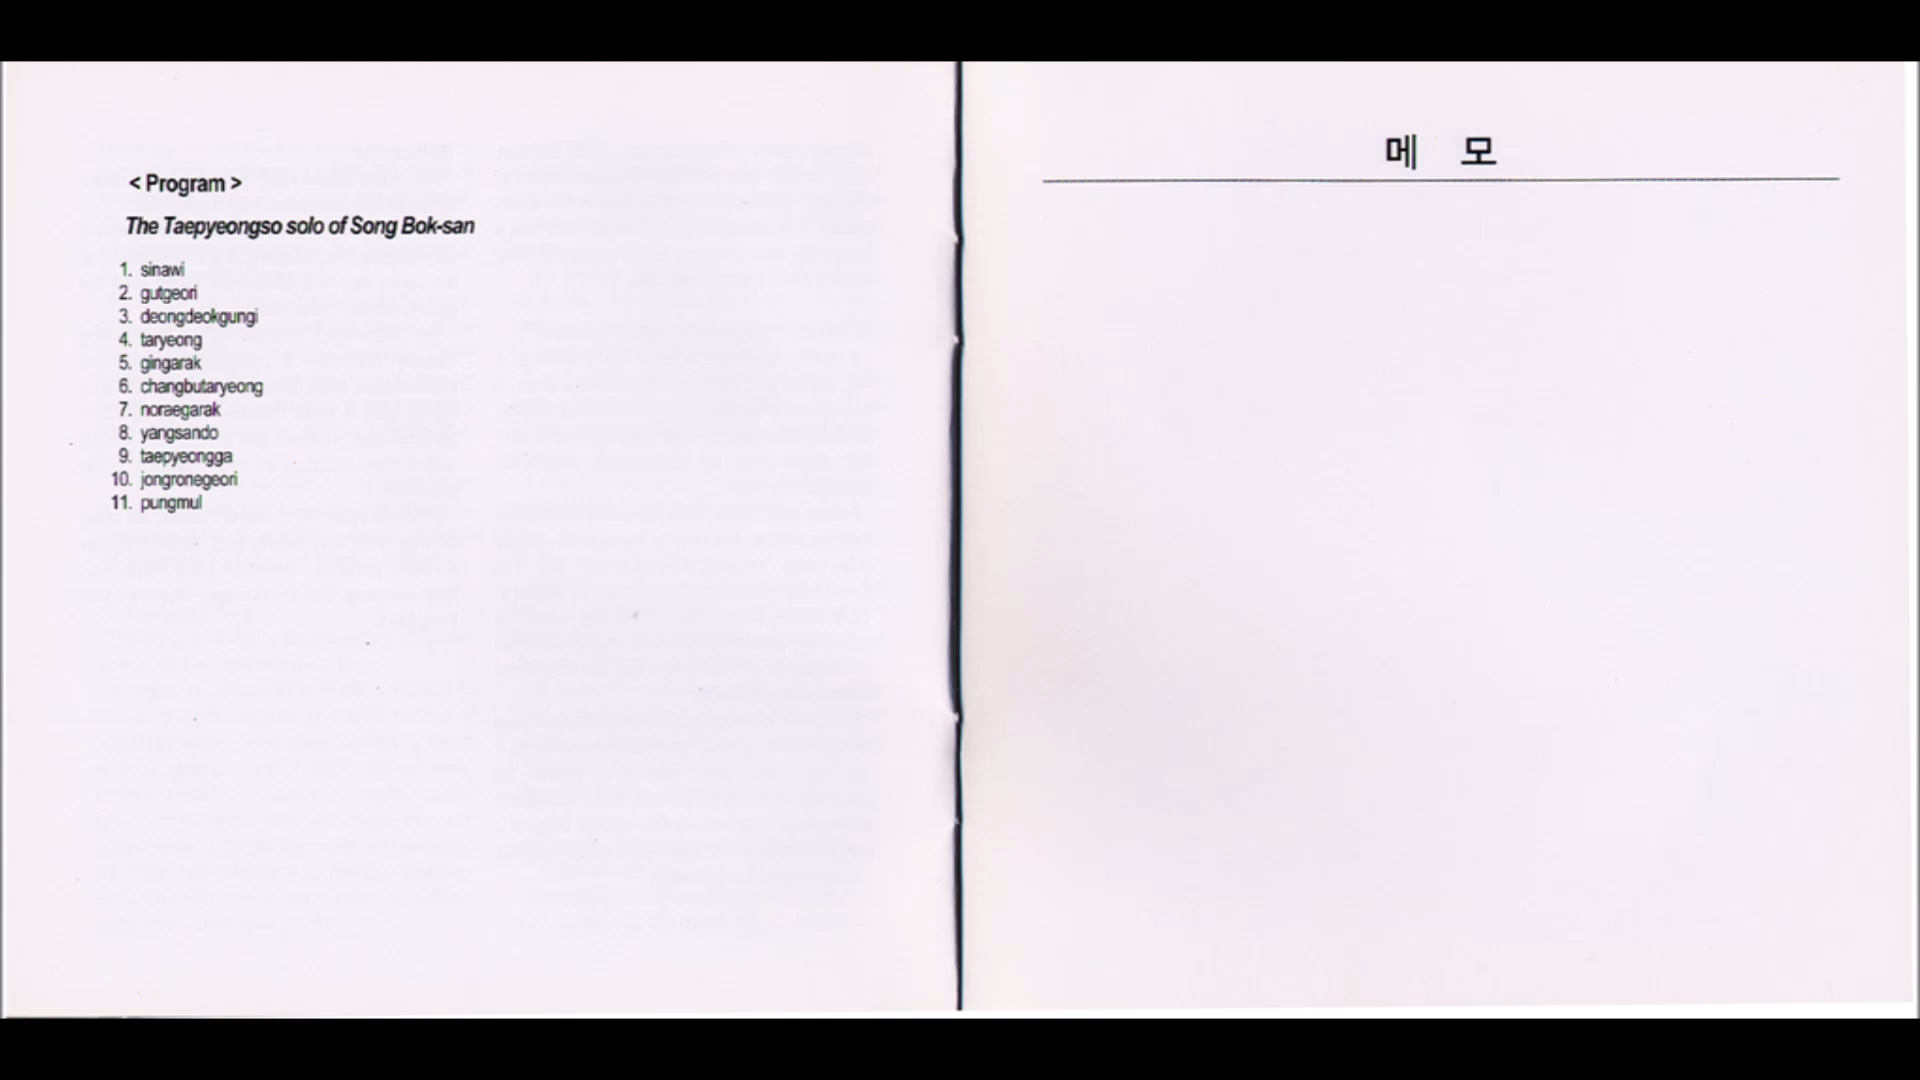 < Program >
The Taepyeongso solo of Song Bok-san
1. sinawi
2. gutgeori
3. deongdeokgungi
4. taryeong
5. gingarak
6. changbutaryeong
7. noraegarak
8. yangsando
9. taepyeongga
10. jongronegeori
11. pungmul
메 모